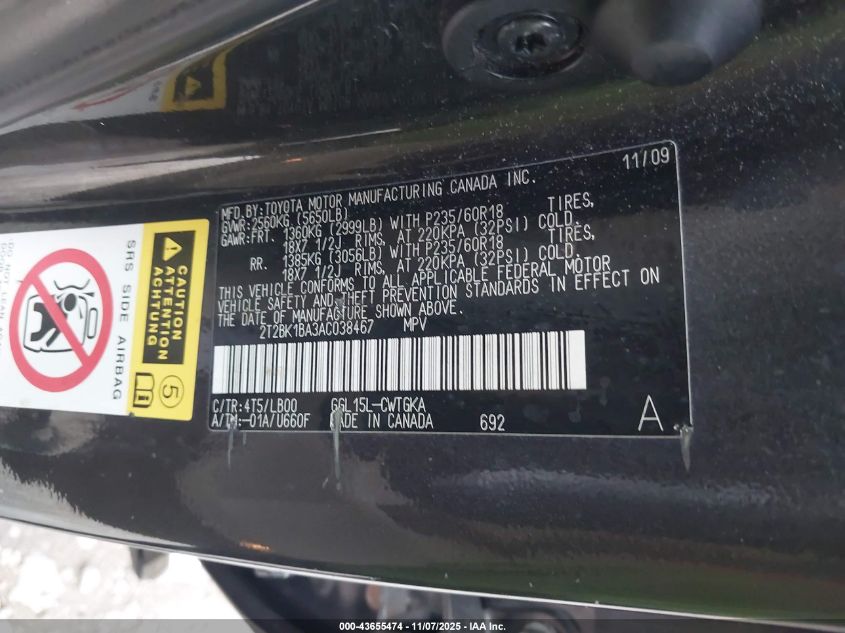 11/09
MFD.BY:TOYOTA MOTOR MANUFACTURING CANADA INC.
GVWR:2560KG (5650LB)
GAWR:FRT. 1360KG (2999LB) WITH P235/60R18 TIRES,
18X7 1/2J RIMS, AT 220KPA (32PSI) COLD.
RR. 1385KG (3056LB) WITH P235/60R18 TIRES,
18X7 1/2J RIMS, AT 220KPA (32PSI) COLD.
THIS VEHICLE CONFORMS TO ALL APPLICABLE FEDERAL MOTOR
VEHICLE SAFETY AND THEFT PREVENTION STANDARDS IN EFFECT ON
THE DATE OF MANUFACTURE SHOWN ABOVE.
2T2BK1BA3AC038467 MPV
C/TR:4T5/LB00 GGL15L-CWTGKA
A/TM:-01A/U660F MADE IN CANADA 692
A
CAUTION
ATTENTION
ACHTUNG
5
SRS SIDE AIRBAG
000-43655474 - 11/07/2025 - IAA Inc.